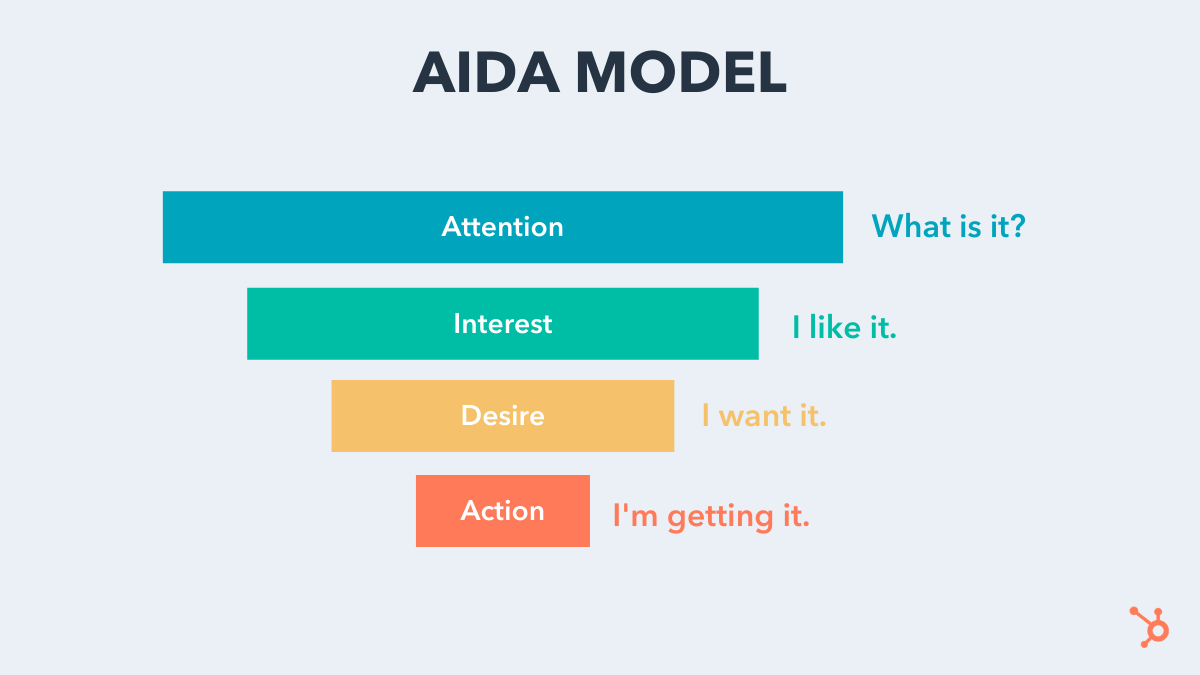 AIDA MODEL
Attention
What is it?
Interest
I like it.
Desire
I want it.
Action
I'm getting it.